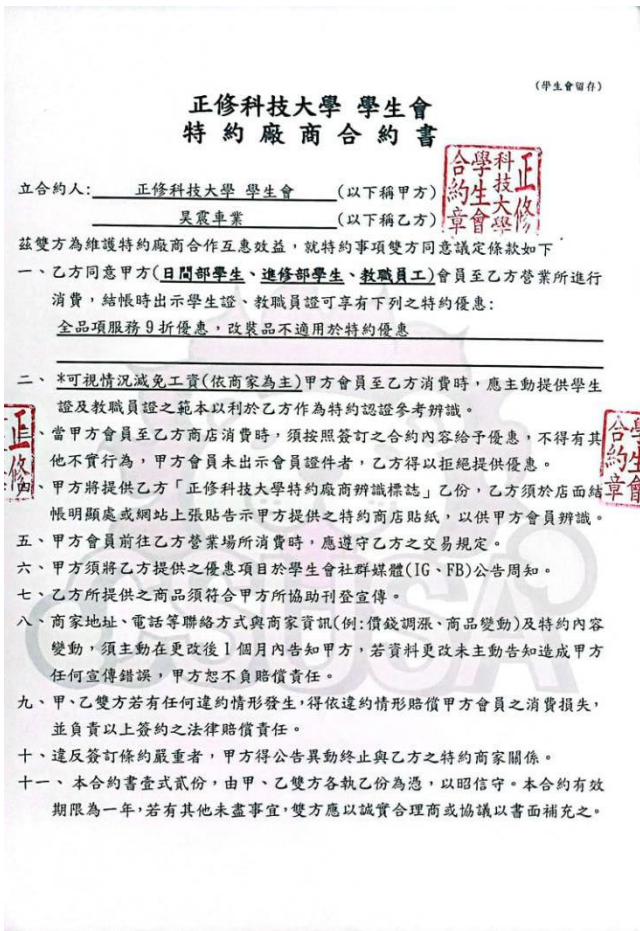 (學生會留存)
正修科技大學 學生會
特約廠商合約書
立合約人: 正修科技大學 學生會 (以下稱甲方)
昊震車業 (以下稱乙方)
正修
科技大學
學生會
合約章
茲雙方為維護特約廠商合作互惠效益，就特約事項雙方同意議定條款如下
一、乙方同意甲方(日間部學生、進修部學生、教職員工)會員至乙方營業所進行
消費，結帳時出示學生證、教職員證可享有下列之特約優惠:
全品項服務9折優惠，改裝品不適用於特約優惠
二、*可視情況減免工資(依商家為主)甲方會員至乙方消費時，應主動提供學生
證及教職員證之範本以利於乙方作為特約認證參考辨識。
、當甲方會員至乙方商店消費時，須按照簽訂之合約內容給予優惠，不得有其
他不實行為，甲方會員未出示會員證件者，乙方得以拒絕提供優惠。
、甲方將提供乙方「正修科技大學特約廠商辨識標誌」乙份，乙方須於店面結
帳明顯處或網站上張貼告示甲方提供之特約商店貼紙，以供甲方會員辨識。
正修
學生會
合約章
五、甲方會員前往乙方營業場所消費時，應遵守乙方之交易規定。
六、甲方須將乙方提供之優惠項目於學生會社群媒體(IG、FB)公告周知。
七、乙方所提供之商品須符合甲方所協助刊登宣傳。
八、商家地址、電話等聯絡方式與商家資訊(例:價錢調漲、商品變動)及特約內容
變動，須主動在更改後1個月內告知甲方，若資料更改未主動告知造成甲方
任何宣傳錯誤，甲方恕不負賠償責任。
九、甲、乙雙方若有任何違約情形發生，得依違約情形賠償甲方會員之消費損失，
並負責以上簽約之法律賠償責任。
十、違反簽訂條約嚴重者，甲方得公告異動終止與乙方之特約商家關係。
十一、本合約書壹式貳份，由甲、乙雙方各執乙份為憑，以昭信守。本合約有效
期限為一年，若有其他未盡事宜，雙方應以誠實合理商或協議以書面補充之。
CSUSA